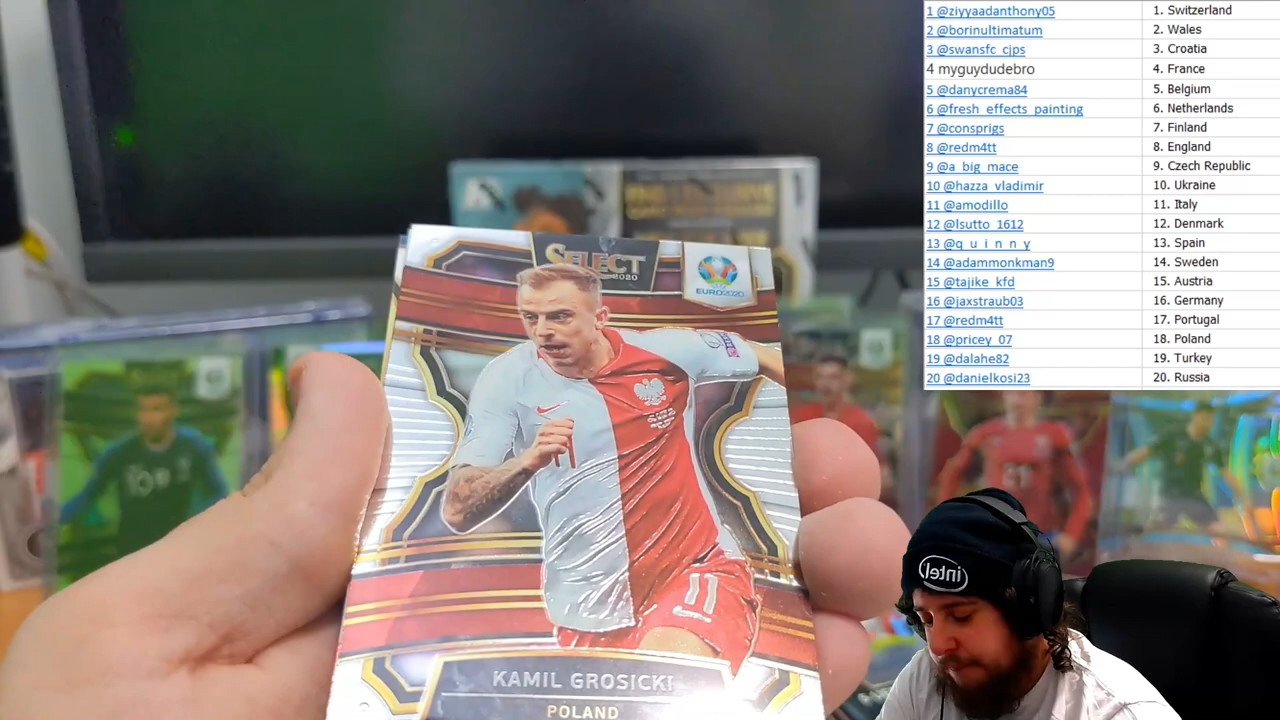 1 @ziyyaadanthony05 1. Switzerland
2 @borinultimatum 2. Wales
3 @swansfc_cjps 3. Croatia
4 myguydudebro 4. France
5 @danycrema84 5. Belgium
6 @fresh_effects_painting 6. Netherlands
7 @consprigs 7. Finland
8 @redm4tt 8. England
9 @a_big_mace 9. Czech Republic
10 @hazza_vladimir 10. Ukraine
11 @amodillo 11. Italy
12 @lsutto_1612 12. Denmark
13 @q_u_i_n_n_y 13. Spain
14 @adammonkman9 14. Sweden
15 @tajike_kfd 15. Austria
16 @jaxstraub03 16. Germany
17 @redm4tt 17. Portugal
18 @pricey_07 18. Poland
19 @dalahe82 19. Turkey
20 @danielkosi23 20. Russia
SELECT
2020
EURO2020
11
11
KAMIL GROSICKI
POLAND
intel